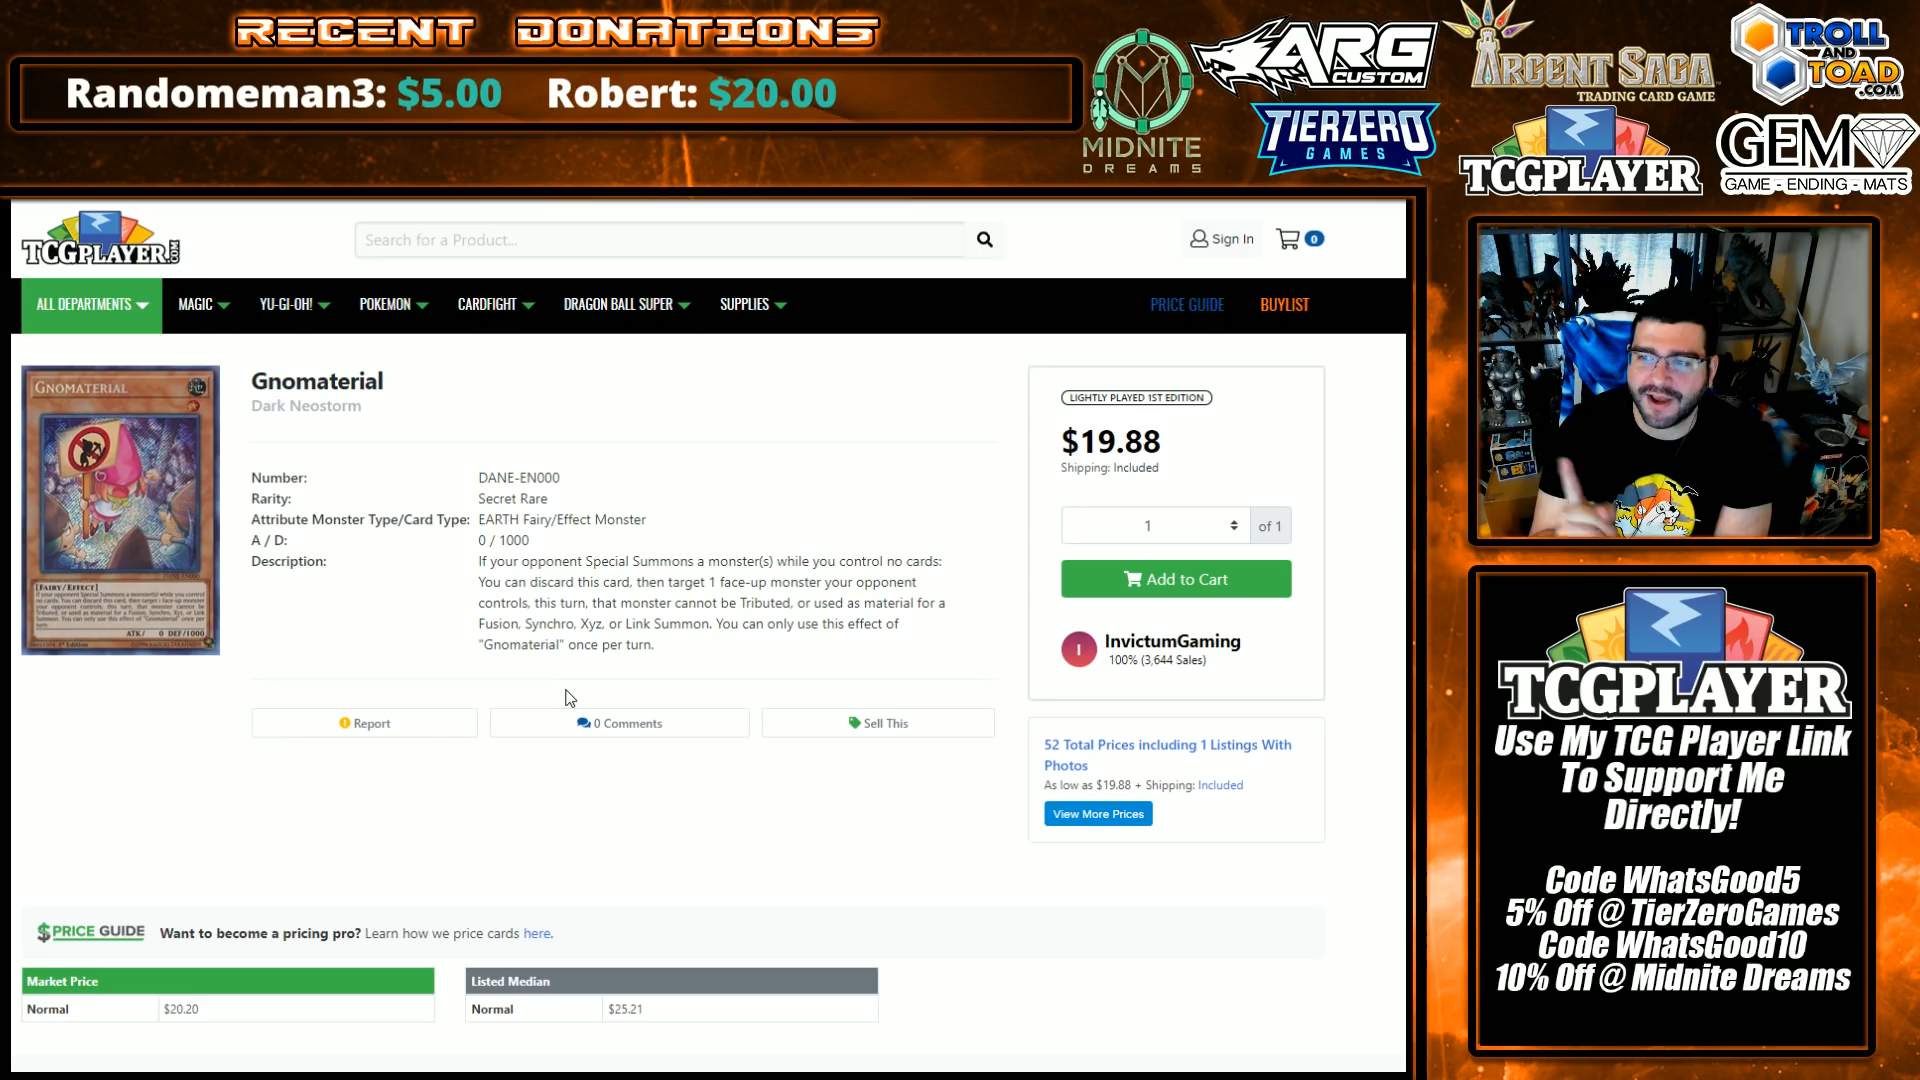 RECENT DONATIONS
Randomeman3: $5.00 Robert: $20.00
MIDNITE
DREAMS
ARG
CUSTOM
TIERZERO
GAMES
ARGENT SAGA
TRADING CARD GAME
TROLL
AND
TOAD
.COM
TCGPLAYER
GEM
GAME-ENDING-MATS
TCGPLAYER.COM
Search for a Product...
Sign In
0
ALL DEPARTMENTS MAGIC YU-GI-OH! POKEMON CARDFIGHT DRAGON BALL SUPER SUPPLIES PRICE GUIDE BUYLIST
GNOMATERIAL
DANE-EN000
[FAIRY/EFFECT]
ATK/ 0 DEF/1000
Gnomaterial
Dark Neostorm
Number: DANE-EN000
Rarity: Secret Rare
Attribute Monster Type/Card Type: EARTH Fairy/Effect Monster
A / D: 0 / 1000
Description: If your opponent Special Summons a monster(s) while you control no cards:
You can discard this card, then target 1 face-up monster your opponent
controls, this turn, that monster cannot be Tributed, or used as material for a
Fusion, Synchro, Xyz, or Link Summon. You can only use this effect of
"Gnomaterial" once per turn.
Report
0 Comments
Sell This
LIGHTLY PLAYED 1ST EDITION
$19.88
Shipping: Included
1 of 1
Add to Cart
I
InvictumGaming
100% (3,644 Sales)
52 Total Prices including 1 Listings With
Photos
As low as $19.88 + Shipping: Included
View More Prices
$PRICE GUIDE Want to become a pricing pro? Learn how we price cards here.
Market Price
Normal $20.20
Listed Median
Normal $25.21
TCGPLAYER
Use My TCG Player Link
To Support Me
Directly!
Code WhatsGood5
5% Off @ TierZeroGames
Code WhatsGood10
10% Off @ Midnite Dreams